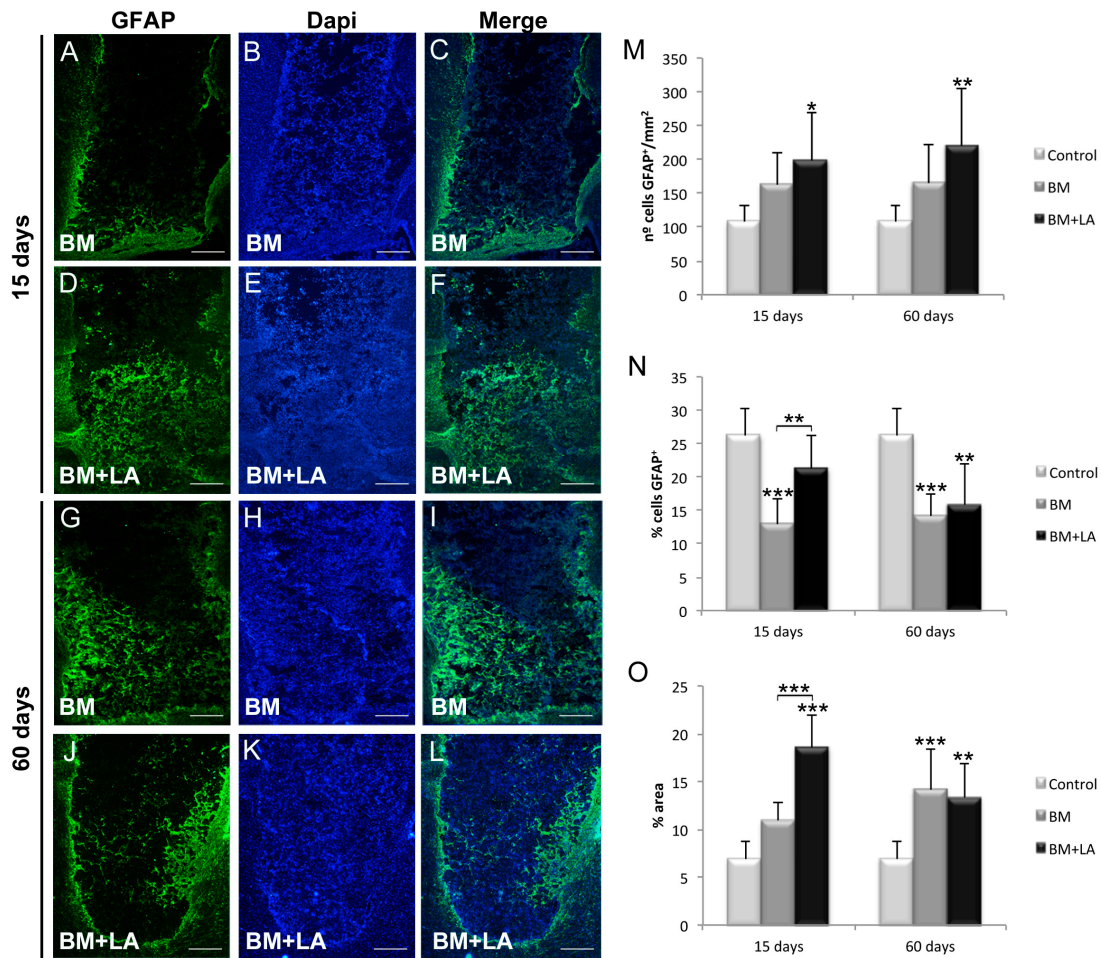 GFAP Dapi Merge
15 days
A B C
BM BM BM
D E F
BM+LA BM+LA BM+LA
60 days
G H I
BM BM BM
J K L
BM+LA BM+LA BM+LA
M
nº cells GFAP⁺/mm²
350
300
250
200
150
100
50
0
* **
15 days 60 days
Control
BM
BM+LA
N
% cells GFAP⁺
35
30
25
20
15
10
5
0
**
*** *** **
15 days 60 days
Control
BM
BM+LA
O
% area
25
20
15
10
5
0
***
*** *** **
15 days 60 days
Control
BM
BM+LA